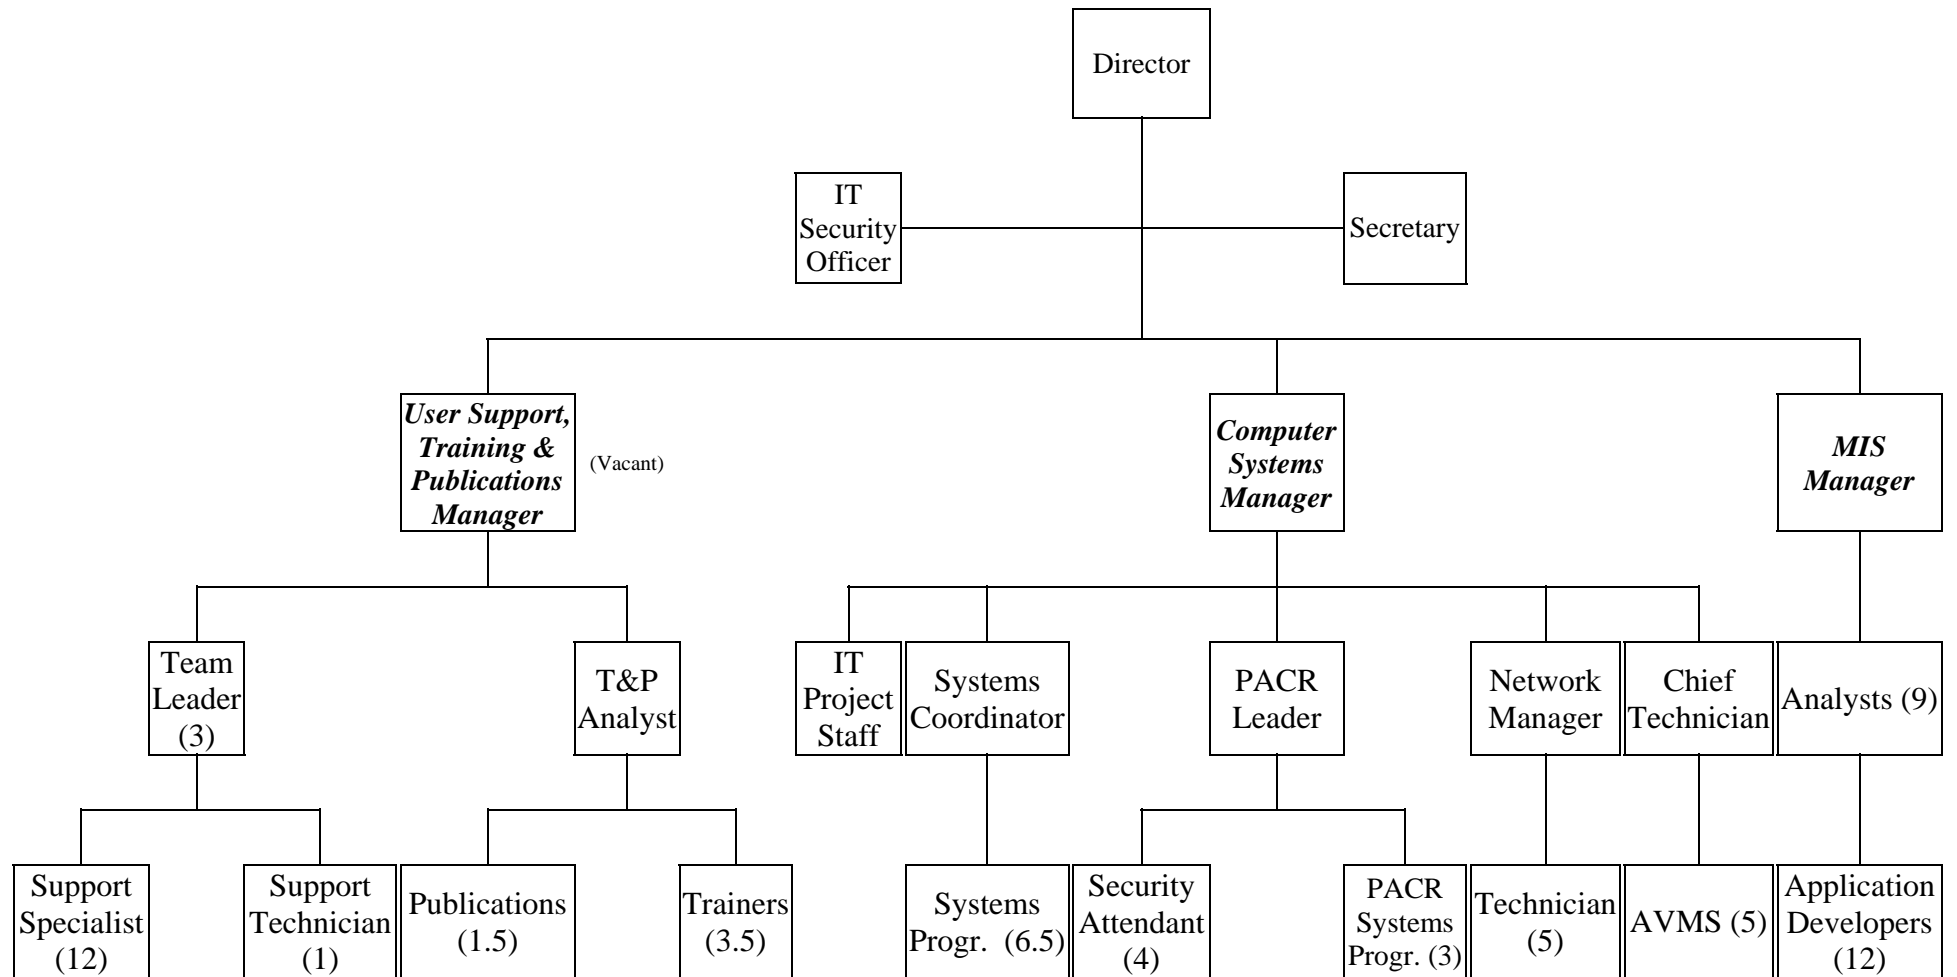 Director
IT
Security
Officer
Secretary
User Support,
Training &
Publications
Manager
(Vacant)
Computer
Systems
Manager
MIS
Manager
Team
Leader
(3)
T&P
Analyst
IT
Project
Staff
Systems
Coordinator
PACR
Leader
Network
Manager
Chief
Technician
Analysts (9)
Support
Specialist
(12)
Support
Technician
(1)
Publications
(1.5)
Trainers
(3.5)
Systems
Progr. (6.5)
Security
Attendant
(4)
PACR
Systems
Progr. (3)
Technician
(5)
AVMS (5)
Application
Developers
(12)